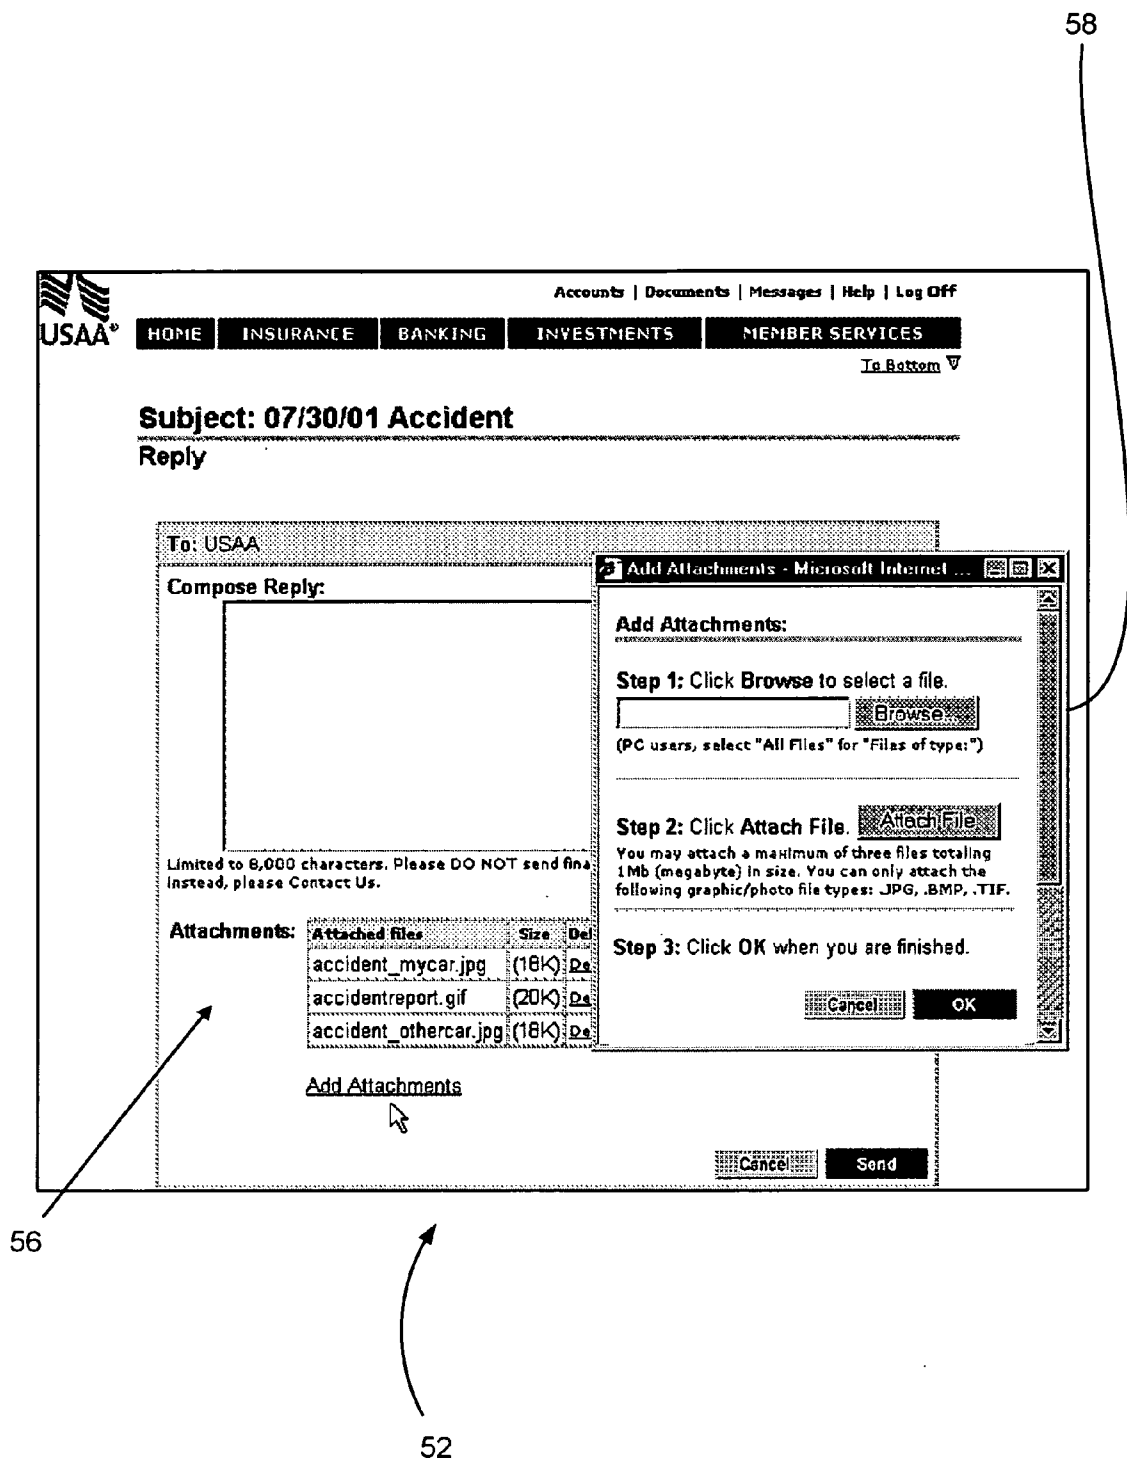 58
Accounts | Documents | Messages | Help | Log Off
USAA®
HOME INSURANCE BANKING INVESTMENTS MEMBER SERVICES
To Bottom
Subject: 07/30/01 Accident
Reply
To: USAA
Compose Reply:
Limited to 8,000 characters. Please DO NOT send fina
Instead, please Contact Us.
Attachments: Attached files Size Del
accident_mycar.jpg (18K) De
accidentreport.gif (20K) De
accident_othercar.jpg (18K) De
Add Attachments
Cancel Send
Add Attachments - Microsoft Internet ...
Add Attachments:
Step 1: Click Browse to select a file.
Browse...
(PC users, select "All Files" for "Files of type:")
Step 2: Click Attach File. Attach File
You may attach a maximum of three files totaling
1Mb (megabyte) in size. You can only attach the
following graphic/photo file types: .JPG, .BMP, .TIF.
Step 3: Click OK when you are finished.
Cancel OK
56
52